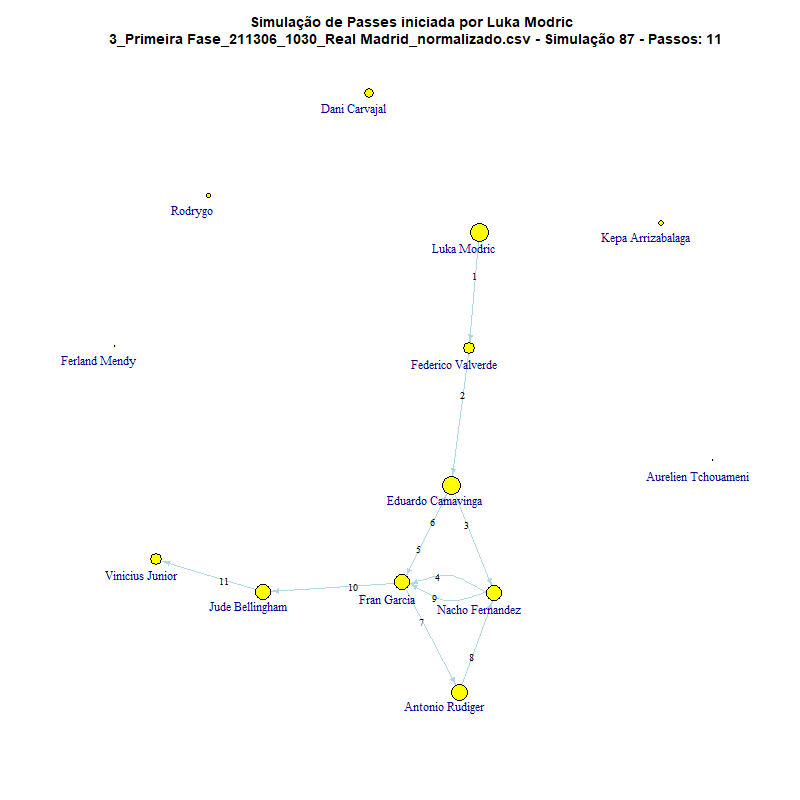 Simulação de Passes iniciada por Luka Modric
3_Primeira Fase_211306_1030_Real Madrid_normalizado.csv - Simulação 87 - Passos: 11
Dani Carvajal
Rodrygo
Kepa Arrizabalaga
Luka Modric
1
Ferland Mendy
Federico Valverde
2
Aurelien Tchouameni
Eduardo Camavinga
6
3
5
Vinicius Junior
11
4
10
9
Fran Garcia
Jude Bellingham
Nacho Fernandez
7
8
Antonio Rudiger